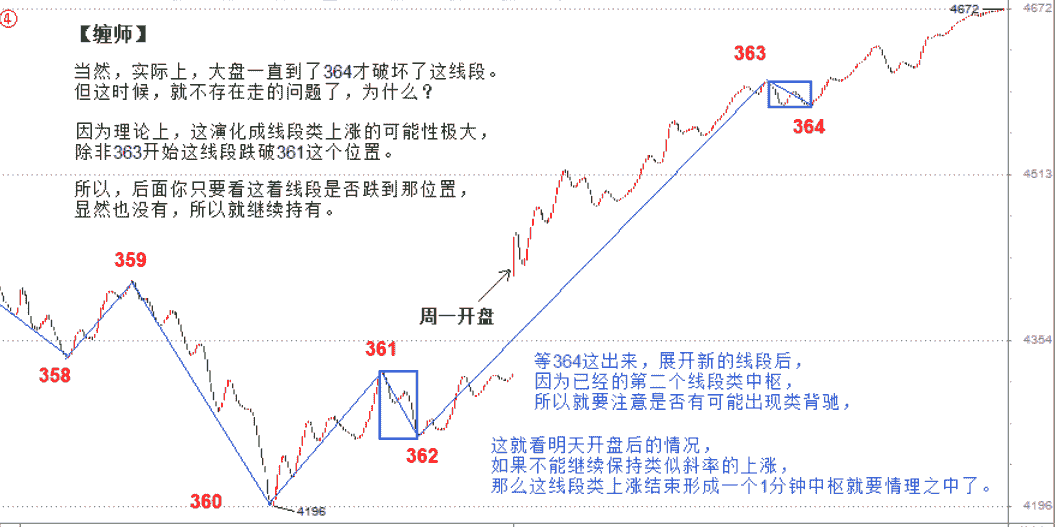 ④
【缠师】
当然，实际上，大盘一直到了364才破坏了这线段。
但这时候，就不存在走的问题了，为什么？
因为理论上，这演化成线段类上涨的可能性极大，
除非363开始这线段跌破361这个位置。
所以，后面你只要看这着线段是否跌到那位置，
显然也没有，所以就继续持有。
4672
4672
363
364
4513
359
358
周一开盘
361
4354
等364这出来，展开新的线段后，
因为已经的第二个线段类中枢，
所以就要注意是否有可能出现类背驰，
362
这就看明天开盘后的情况，
如果不能继续保持类似斜率的上涨，
那么这线段类上涨结束形成一个1分钟中枢就要情理之中了。
360
4196
4196